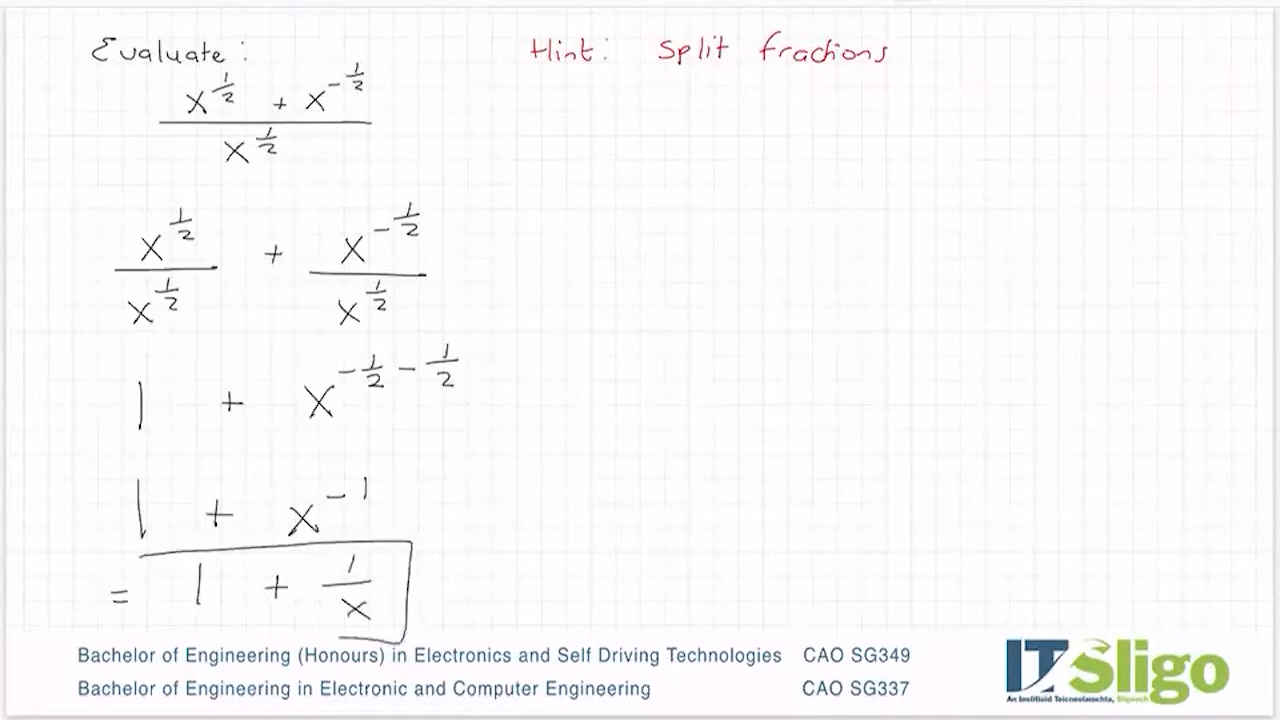 Evaluate: Hint: Split fractions
x^{1/2} + x^{-1/2}
x^{1/2}
x^{1/2} + x^{-1/2}
x^{1/2} x^{1/2}
1 + x^{-1/2 - 1/2}
1 + x^{-1}
= 1 + 1/x
Bachelor of Engineering (Honours) in Electronics and Self Driving Technologies CAO SG349
Bachelor of Engineering in Electronic and Computer Engineering CAO SG337
IT Sligo
An Institiúid Teicneolaíochta, Sligeach